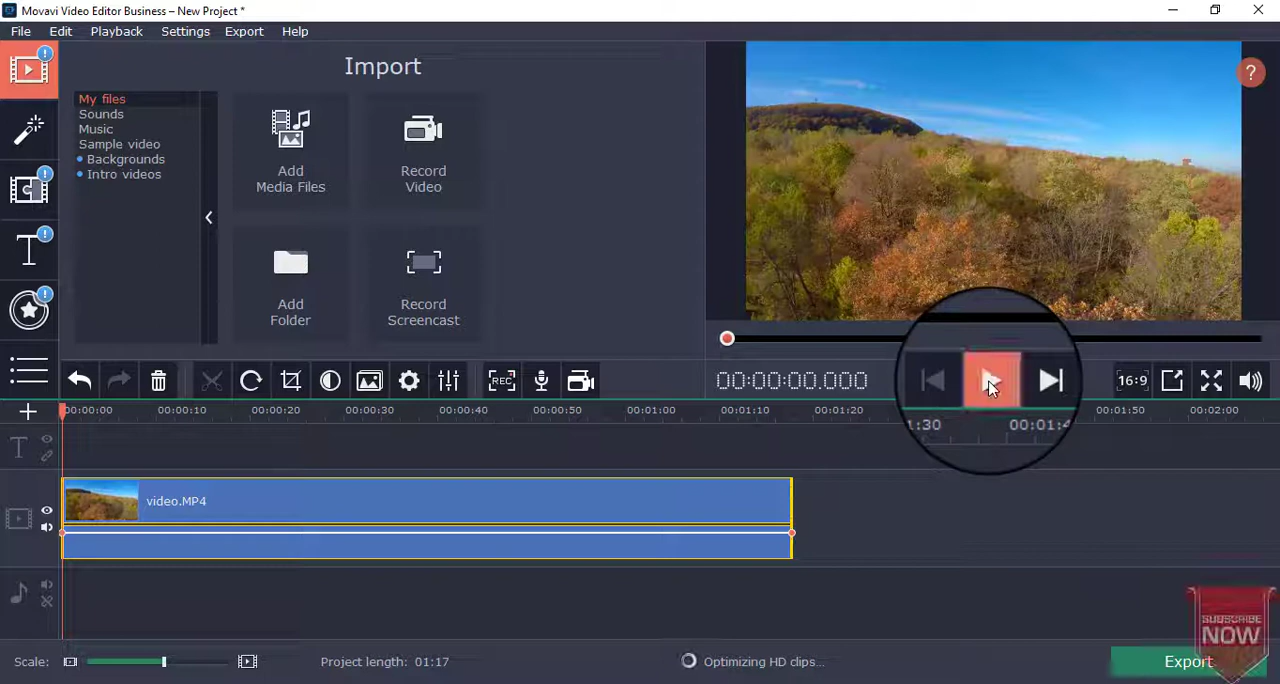 Movavi Video Editor Business – New Project *
File Edit Playback Settings Export Help
Import
My files
Sounds
Music
Sample video
Backgrounds
Intro videos
Add
Media Files
Record
Video
Add
Folder
Record
Screencast
?
00:00:00.000
16:9
REC
00:00:00 00:00:10 00:00:20 00:00:30 00:00:40 00:00:50 00:01:00 00:01:10 00:01:20 1:30 00:01:4 00:01:50 00:02:00
T
video.MP4
SUBSCRIBE
NOW
Scale:
Project length: 01:17
Optimizing HD clips...
Export